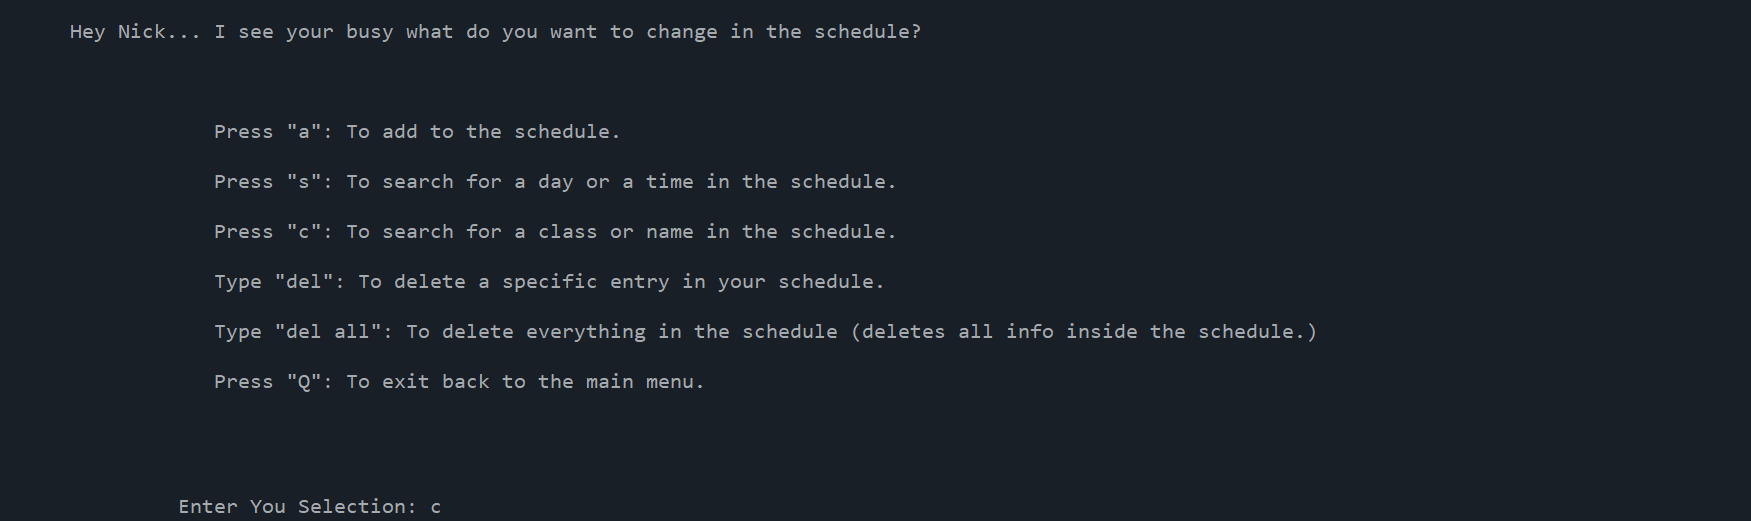 Hey Nick... I see your busy what do you want to change in the schedule?
Press "a": To add to the schedule.
Press "s": To search for a day or a time in the schedule.
Press "c": To search for a class or name in the schedule.
Type "del": To delete a specific entry in your schedule.
Type "del all": To delete everything in the schedule (deletes all info inside the schedule.)
Press "Q": To exit back to the main menu.
Enter You Selection: c